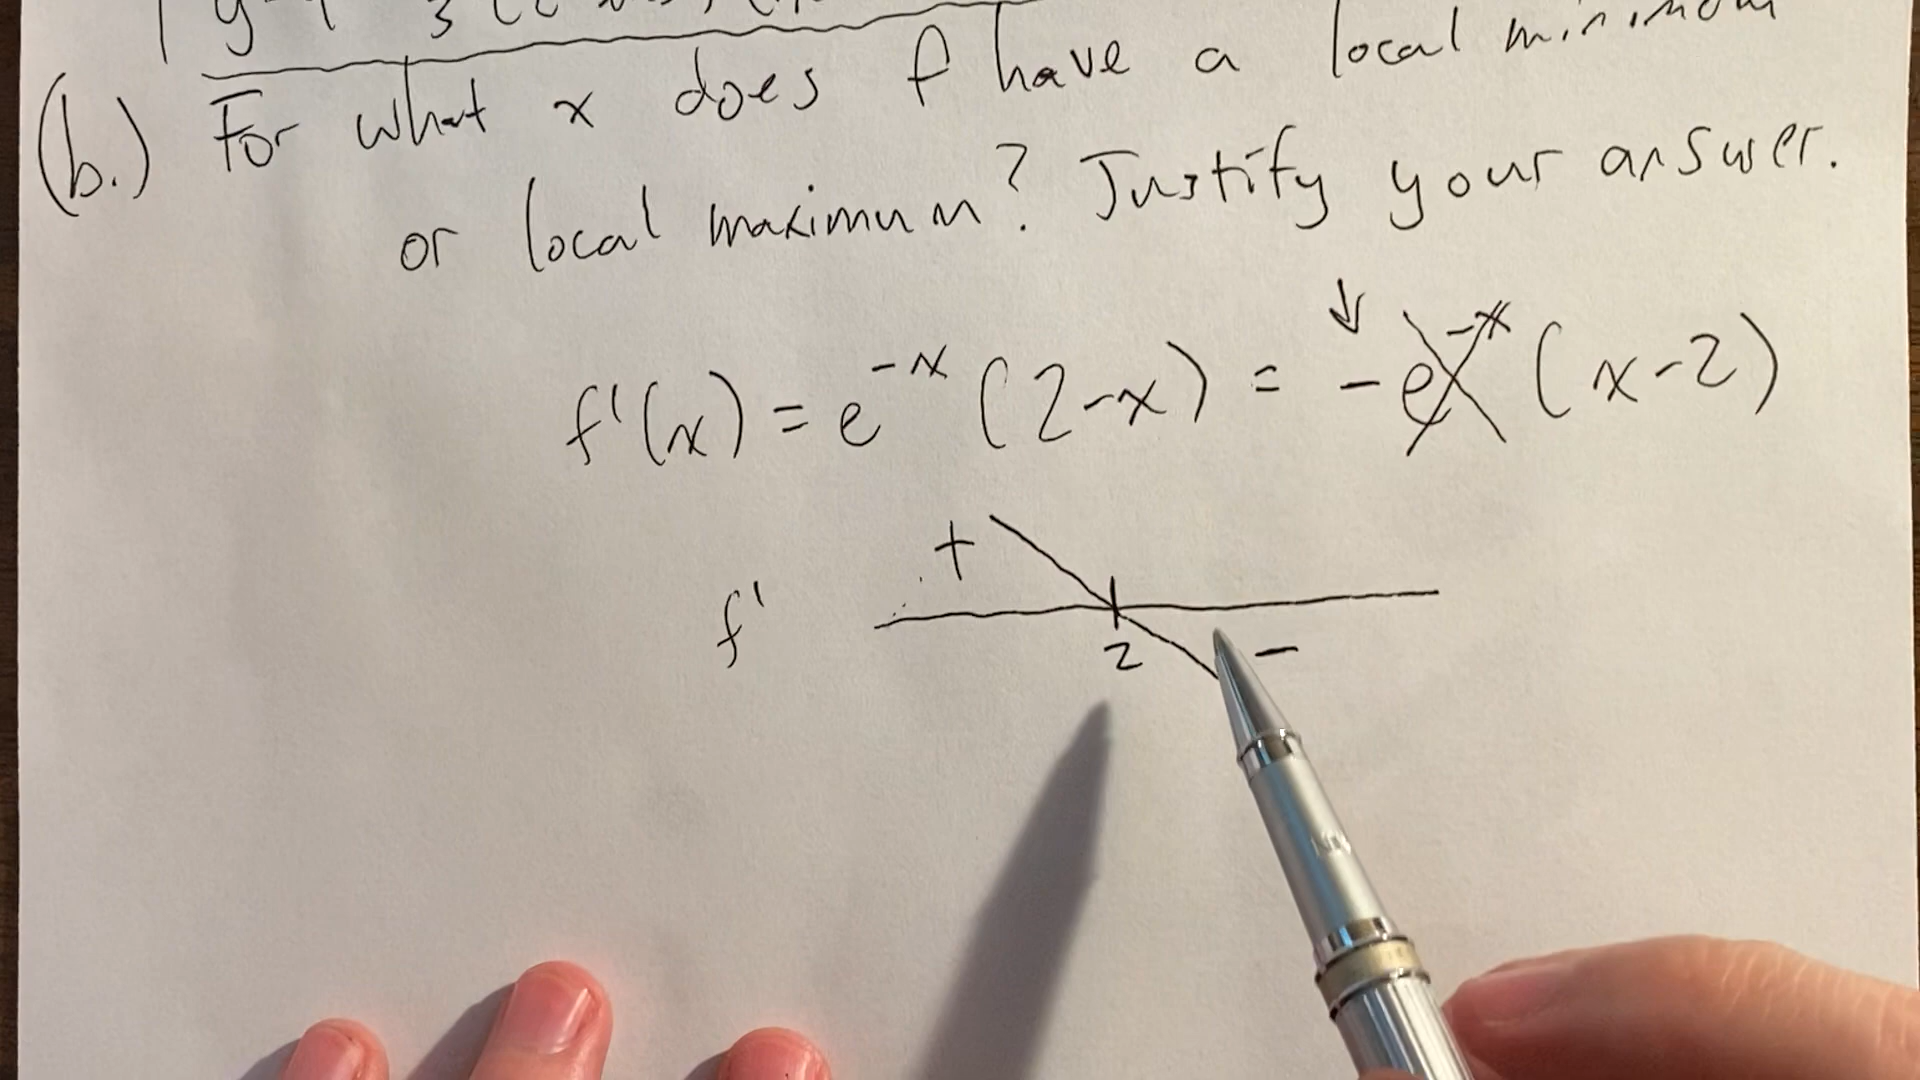 (b.) For what x does f have a local minimum
or local maximum? Justify your answer.
f'(x) = e^{-x} (2-x) = -e^{-x} (x-2)
+
f'
2 -